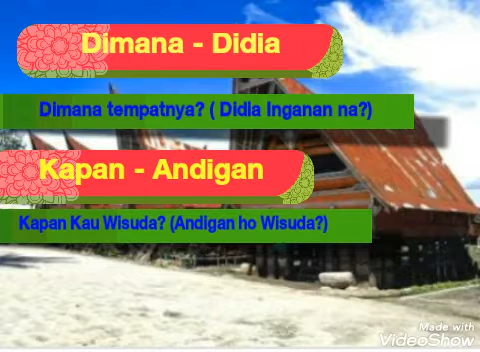 Dimana - Didia
Dimana tempatnya? ( Didia Inganan na?)
Kapan - Andigan
Kapan Kau Wisuda? (Andigan ho Wisuda?)
Made with
VideoShow